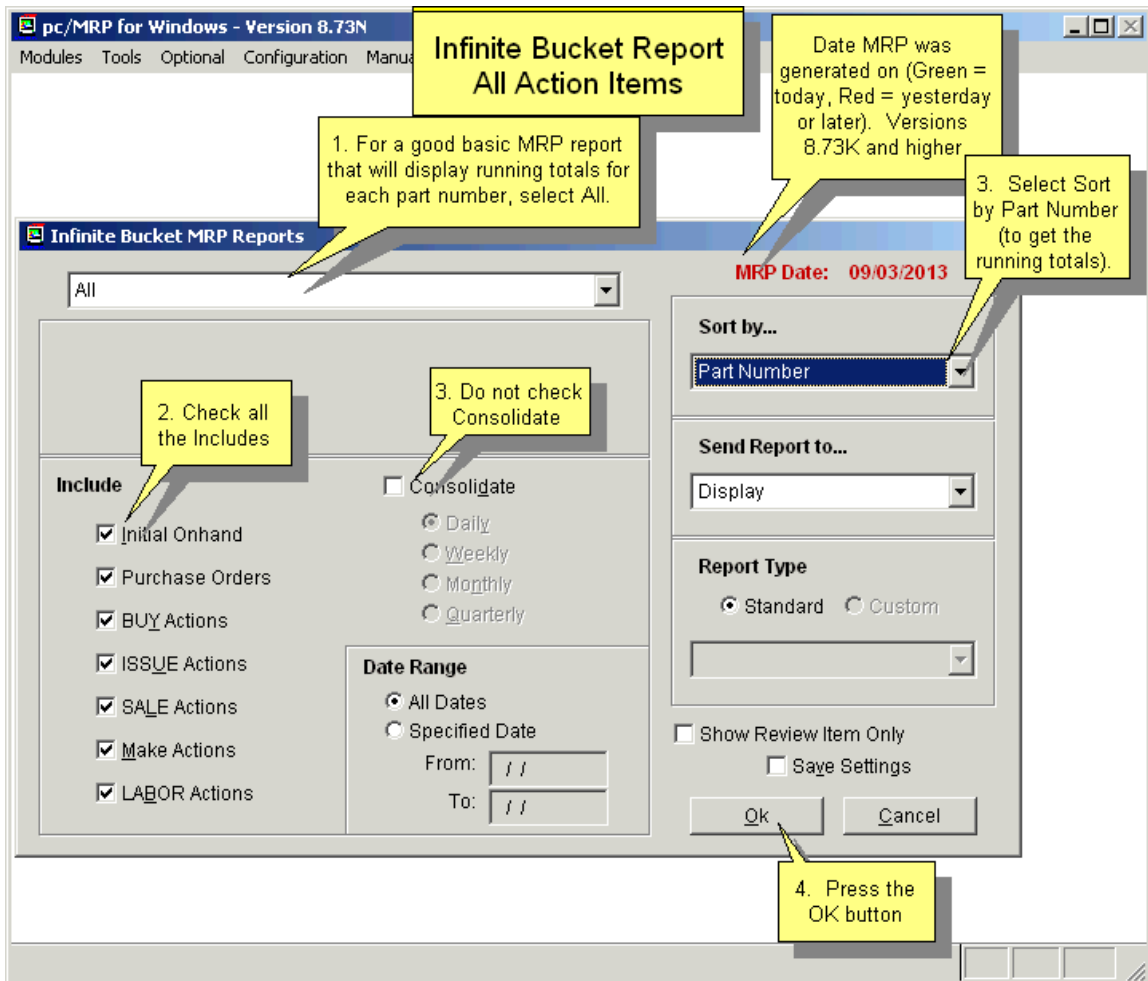 pc/MRP for Windows - Version 8.73N
Modules Tools Optional Configuration Manua
Infinite Bucket Report
All Action Items
Date MRP was
generated on (Green =
today, Red = yesterday
or later). Versions
8.73K and higher
1. For a good basic MRP report
that will display running totals for
each part number, select All.
3. Select Sort
by Part Number
(to get the
running totals).
Infinite Bucket MRP Reports
MRP Date: 09/03/2013
All
Sort by...
Part Number
2. Check all
the Includes
3. Do not check
Consolidate
Send Report to...
Display
Include
Initial Onhand
Purchase Orders
BUY Actions
ISSUE Actions
SALE Actions
Make Actions
LABOR Actions
Consolidate
Daily
Weekly
Monthly
Quarterly
Report Type
Standard Custom
Date Range
All Dates
Specified Date
From: / /
To: / /
Show Review Item Only
Save Settings
Ok Cancel
4. Press the
OK button